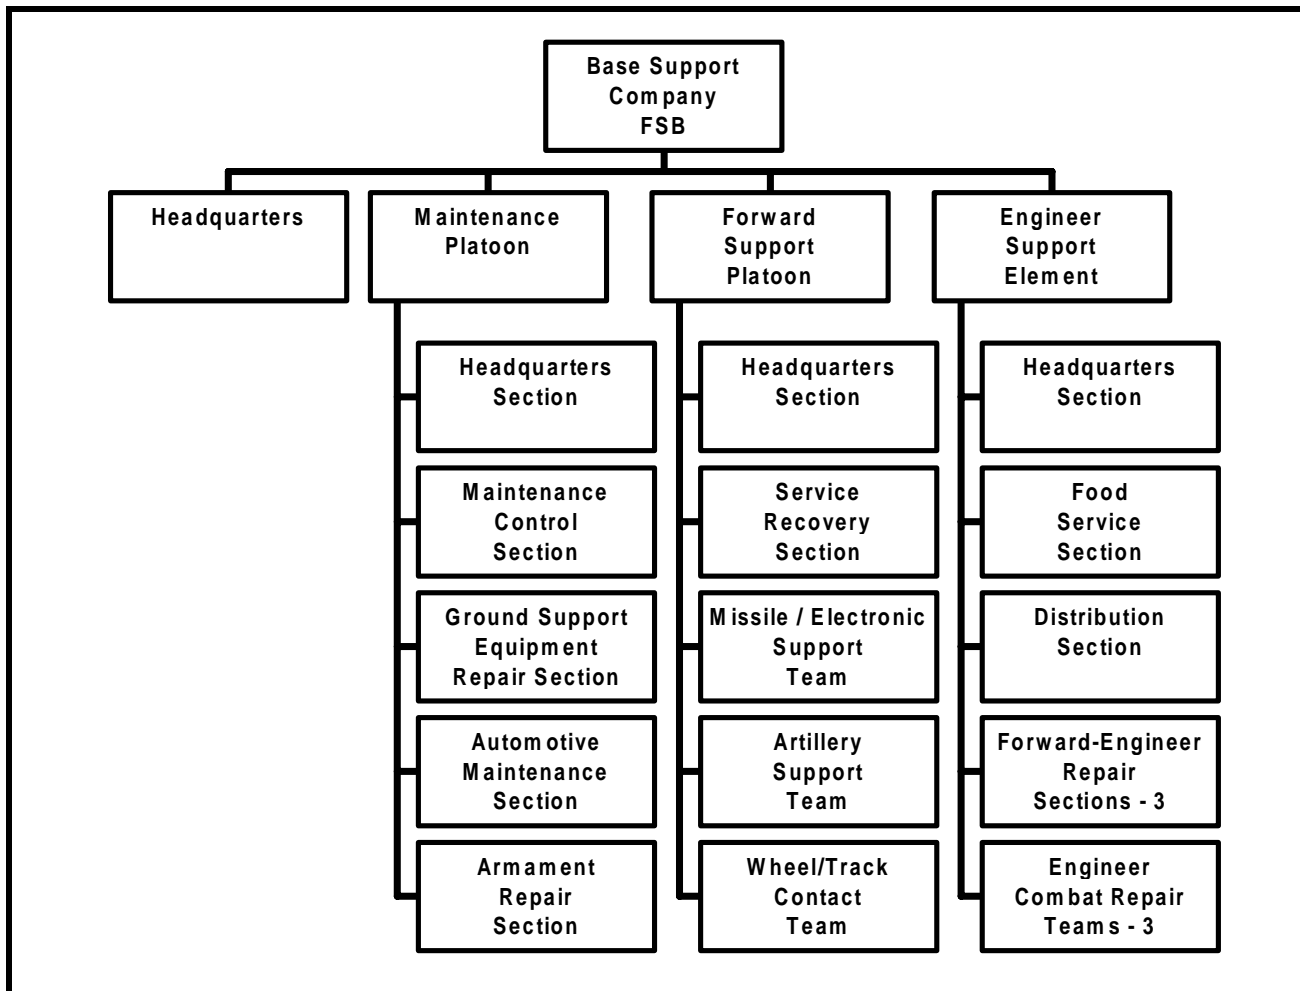 Base Support
Company
FSB
Headquarters
Maintenance
Platoon
Forward
Support
Platoon
Engineer
Support
Element
Headquarters
Section
Maintenance
Control
Section
Ground Support
Equipment
Repair Section
Automotive
Maintenance
Section
Armament
Repair
Section
Headquarters
Section
Service
Recovery
Section
Missile / Electronic
Support
Team
Artillery
Support
Team
Wheel/Track
Contact
Team
Headquarters
Section
Food
Service
Section
Distribution
Section
Forward-Engineer
Repair
Sections - 3
Engineer
Combat Repair
Teams - 3